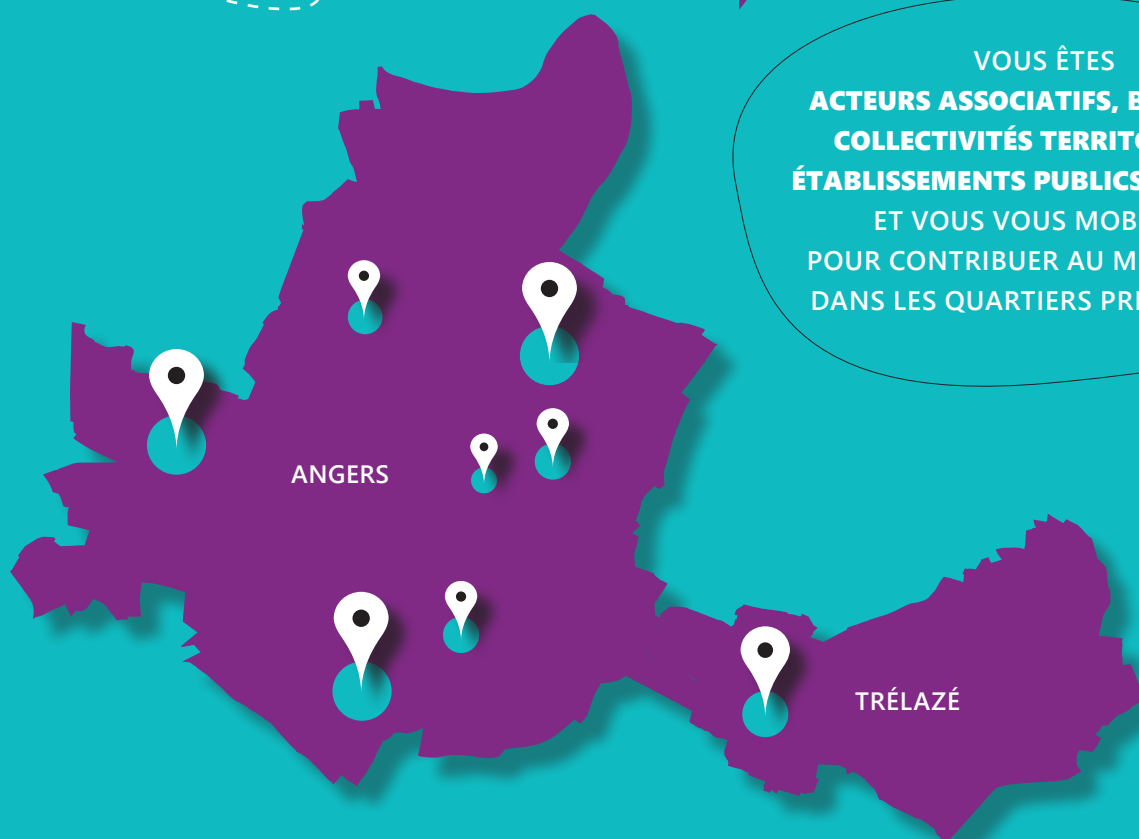 VOUS ÊTES
ACTEURS ASSOCIATIFS,
COLLECTIVITÉS
ÉTABLISSEMENTS PUBLICS
ET VOUS VOUS
POUR CONTRIBUER AU
DANS LES QUARTIERS
ANGERS
TRÉLAZÉ